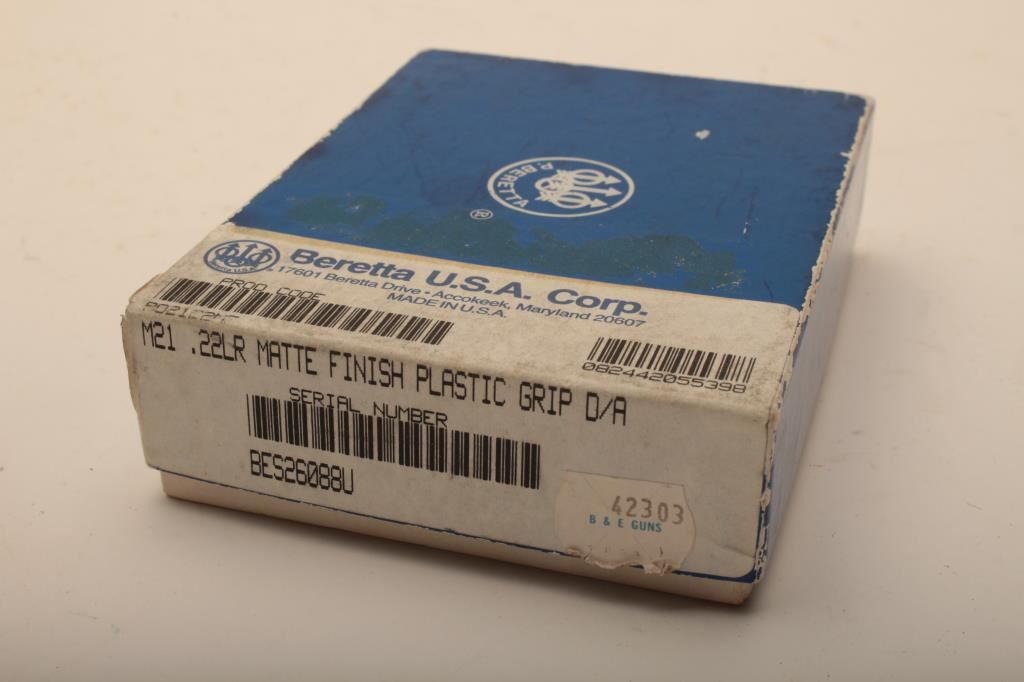 P. BERETTA
®
Beretta U.S.A. Corp.
17601 Beretta Drive • Accokeek, Maryland 20607
MADE IN U.S.A.
PROD CODE
082442055398
M21 .22LR MATTE FINISH PLASTIC GRIP D/A
SERIAL NUMBER
BES26088U
42303
B & E GUNS